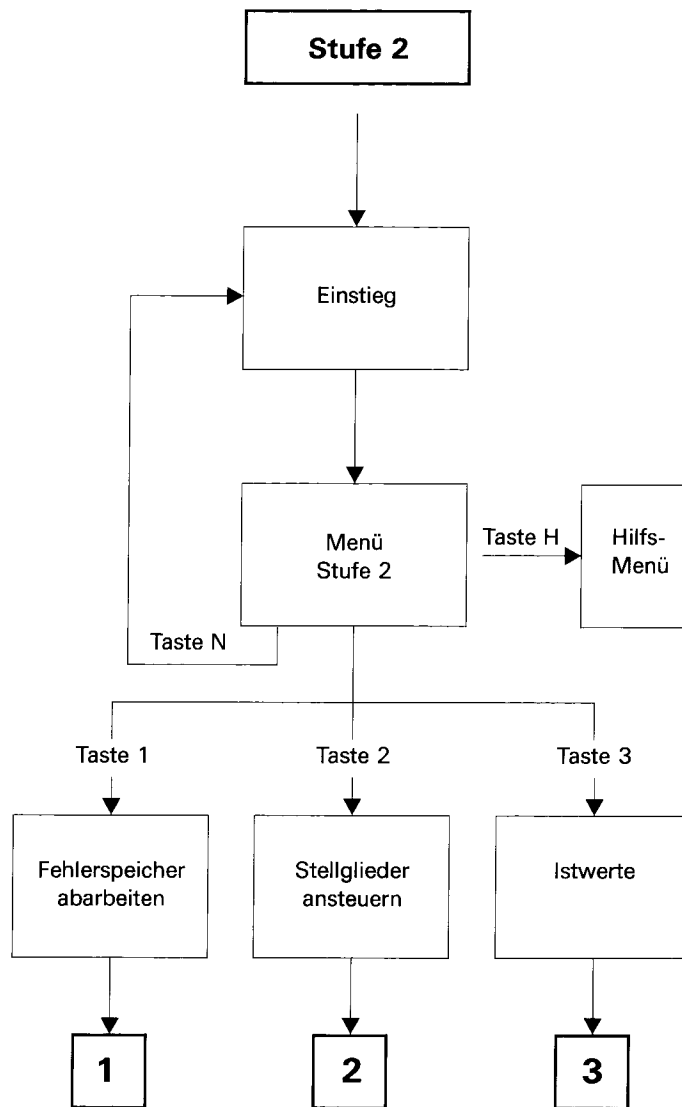 Stufe 2
Einstieg
Menü
Stufe 2
Taste H
Hilfs-
Menü
Taste N
Taste 1
Taste 2
Taste 3
Fehlerspeicher
abarbeiten
Stellglieder
ansteuern
Istwerte
1
2
3